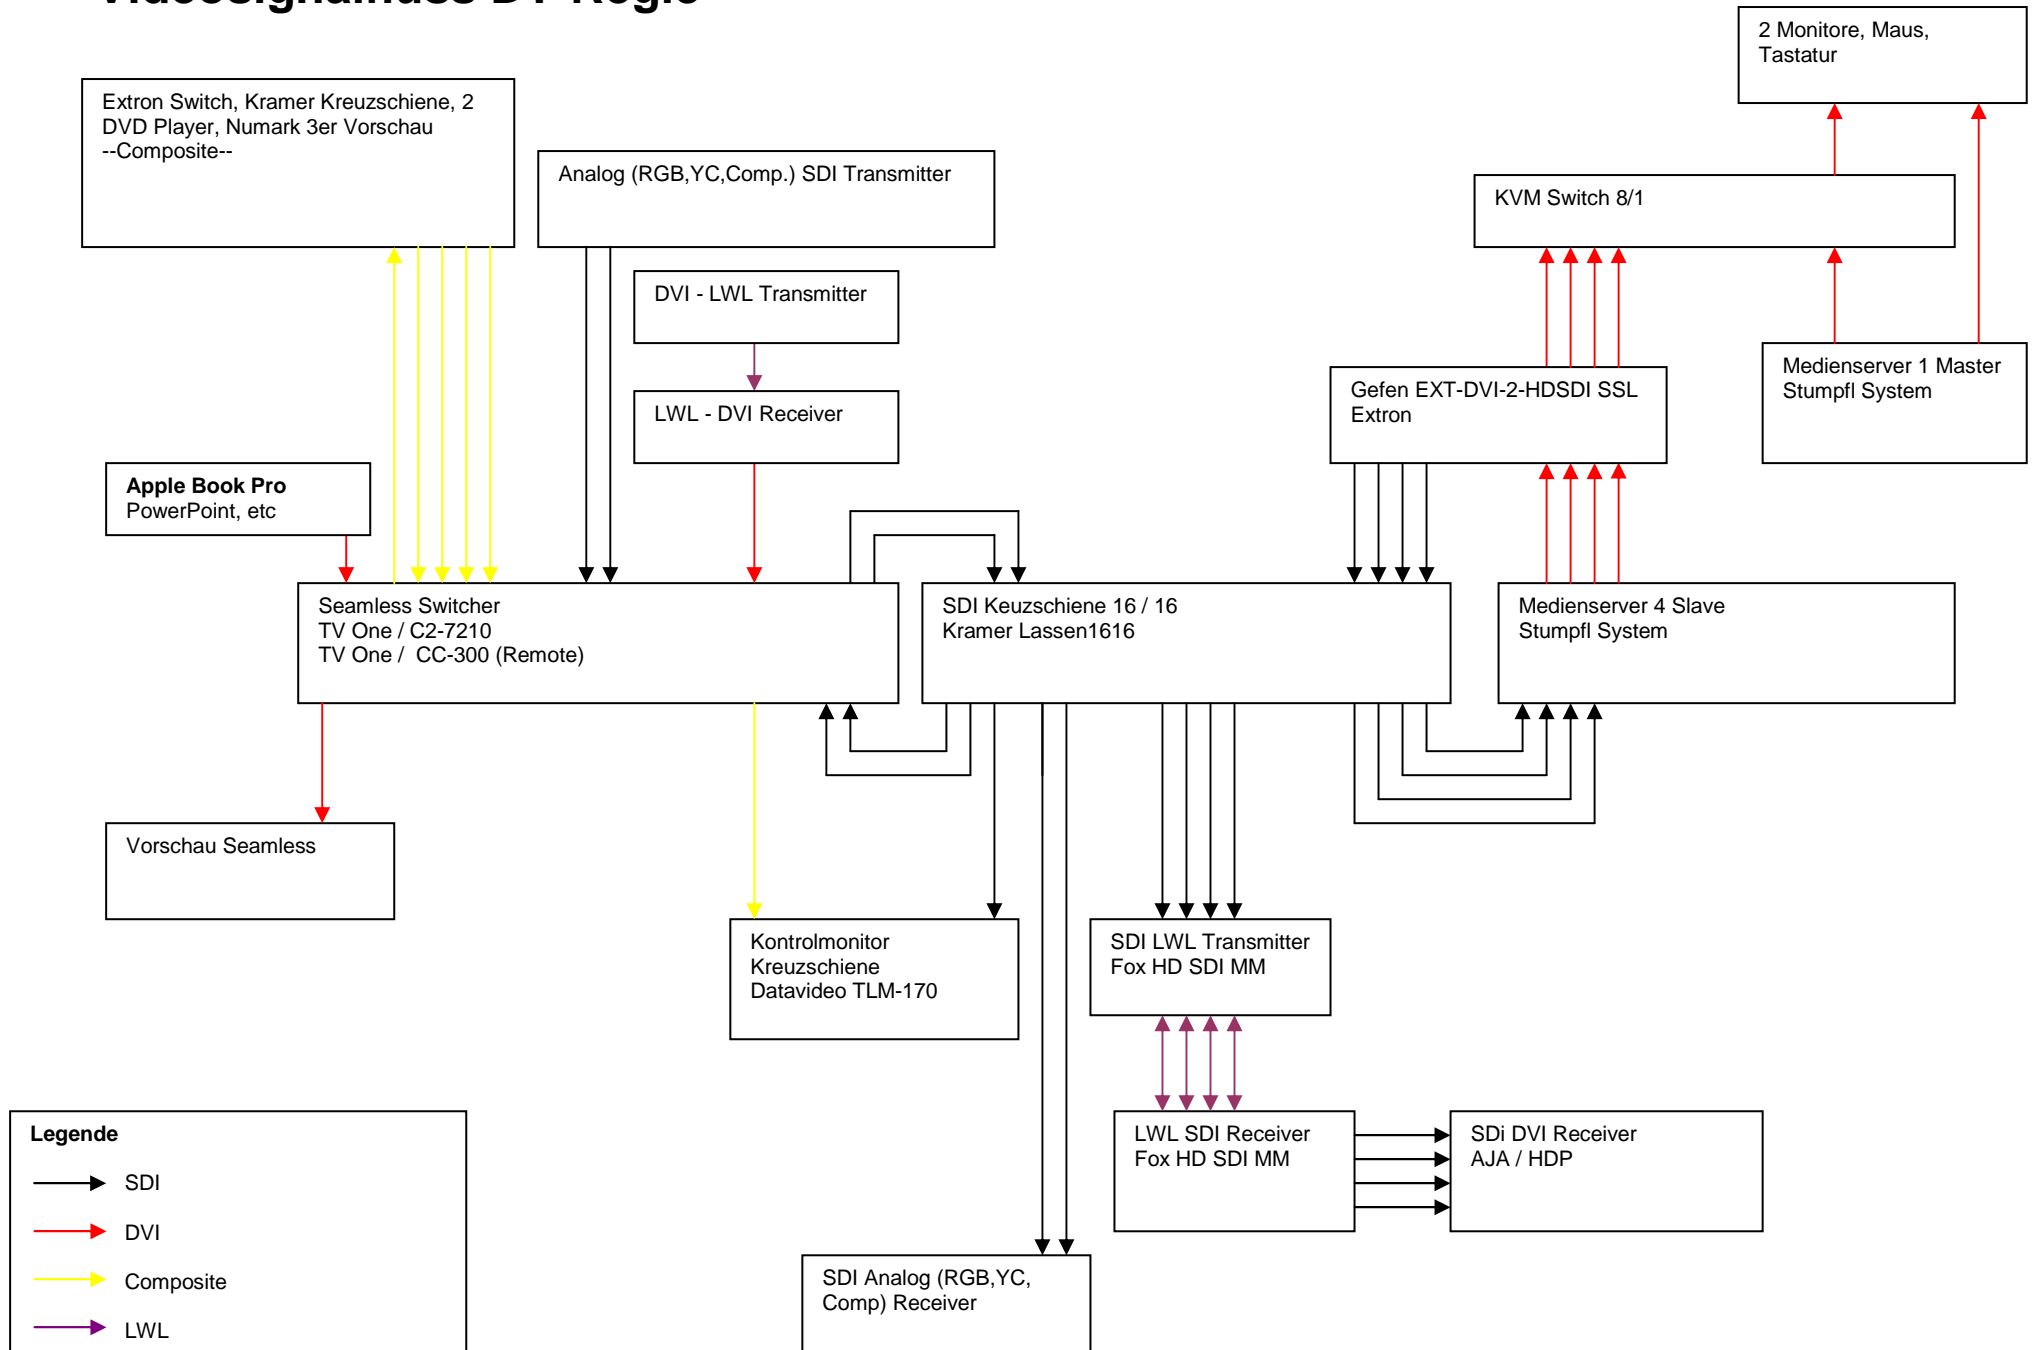 Videosignalfluss DT Regie
2 Monitore, Maus,
Tastatur
Extron Switch, Kramer Kreuzschiene, 2
DVD Player, Numark 3er Vorschau
--Composite--
Analog (RGB,YC,Comp.) SDI Transmitter
KVM Switch 8/1
DVI - LWL Transmitter
Medienserver 1 Master
Stumpfl System
Gefen EXT-DVI-2-HDSDI SSL
Extron
LWL - DVI Receiver
Apple Book Pro
PowerPoint, etc
Seamless Switcher
TV One / C2-7210
TV One /  CC-300 (Remote)
SDI Keuzschiene 16 / 16
Kramer Lassen1616
Medienserver 4 Slave
Stumpfl System
Vorschau Seamless
Kontrolmonitor
Kreuzschiene
Datavideo TLM-170
SDI LWL Transmitter
Fox HD SDI MM
LWL SDI Receiver
Fox HD SDI MM
SDi DVI Receiver
AJA / HDP
Legende
SDI
DVI
Composite
LWL
SDI Analog (RGB,YC,
Comp) Receiver